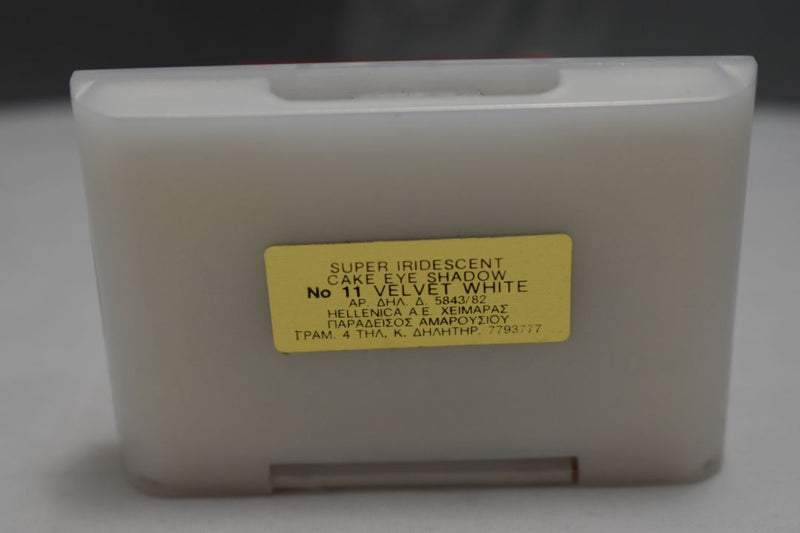 SUPER IRIDESCENT
CAKE EYE SHADOW
No 11 VELVET WHITE
ΑΡ. ΔΗΛ. Δ. 5843/82
HELLENICA A.E. ΧΕΙΜΑΡΑΣ
ΠΑΡΑΔΕΙΣΟΣ ΑΜΑΡΟΥΣΙΟΥ
ΓΡΑΜ. 4 ΤΗΛ, Κ. ΔΗΛΗΤΗΡ. 7793777